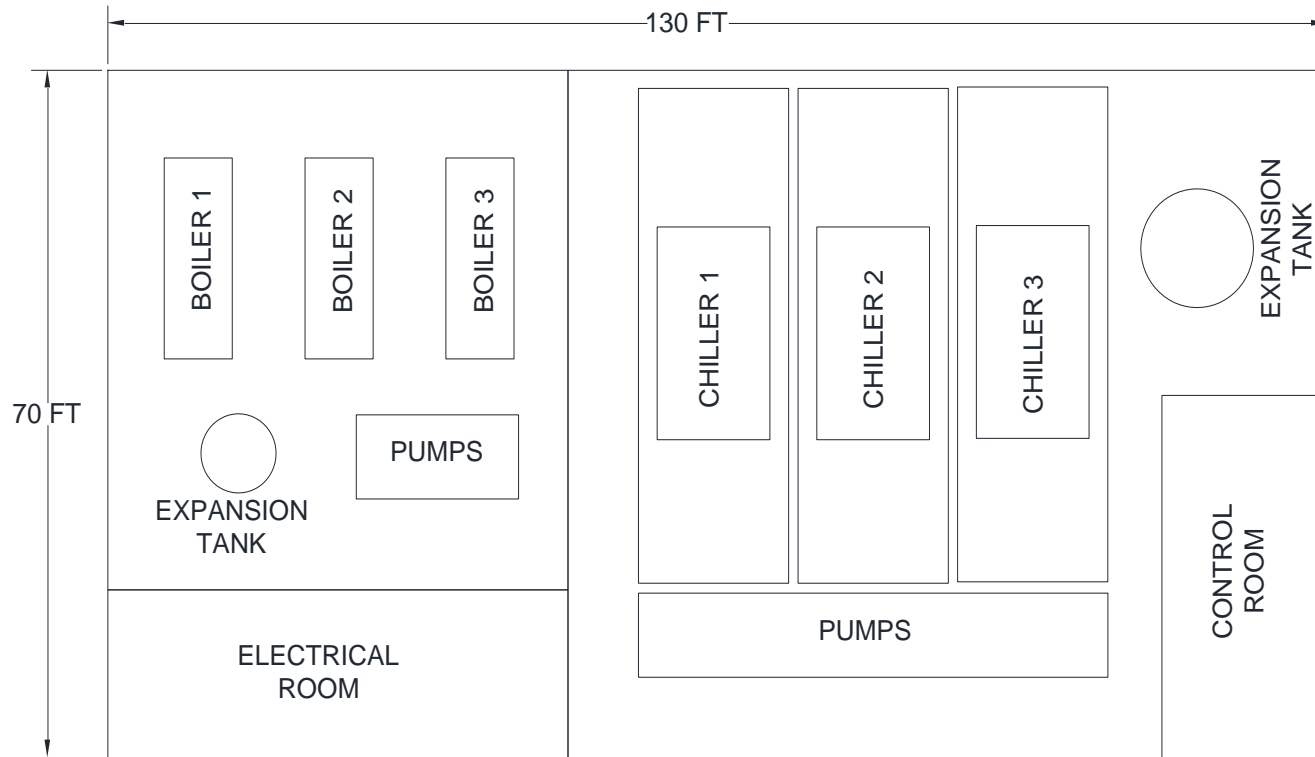 130 FT
BOILER 1
BOILER 2
BOILER 3
CHILLER 1
CHILLER 2
CHILLER 3
EXPANSION
TANK
70 FT
PUMPS
EXPANSION
TANK
CONTROL
ROOM
PUMPS
ELECTRICAL
ROOM